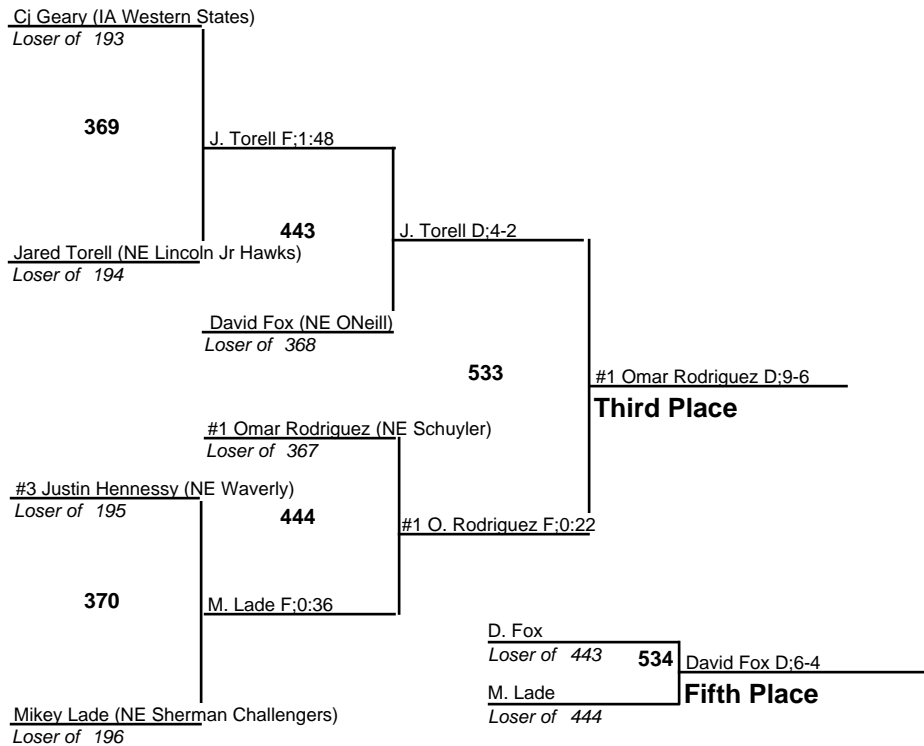 Cj Geary (IA Western States)
Loser of 193
369
J. Torell F;1:48
443
J. Torell D;4-2
Jared Torell (NE Lincoln Jr Hawks)
Loser of 194
David Fox (NE ONeill)
Loser of 368
533
#1 Omar Rodriguez D;9-6
Third Place
#1 Omar Rodriguez (NE Schuyler)
Loser of 367
#3 Justin Hennessy (NE Waverly)
Loser of 195
444
#1 O. Rodriguez F;0:22
370
M. Lade F;0:36
Mikey Lade (NE Sherman Challengers)
Loser of 196
D. Fox
Loser of 443
534
David Fox D;6-4
Fifth Place
M. Lade
Loser of 444